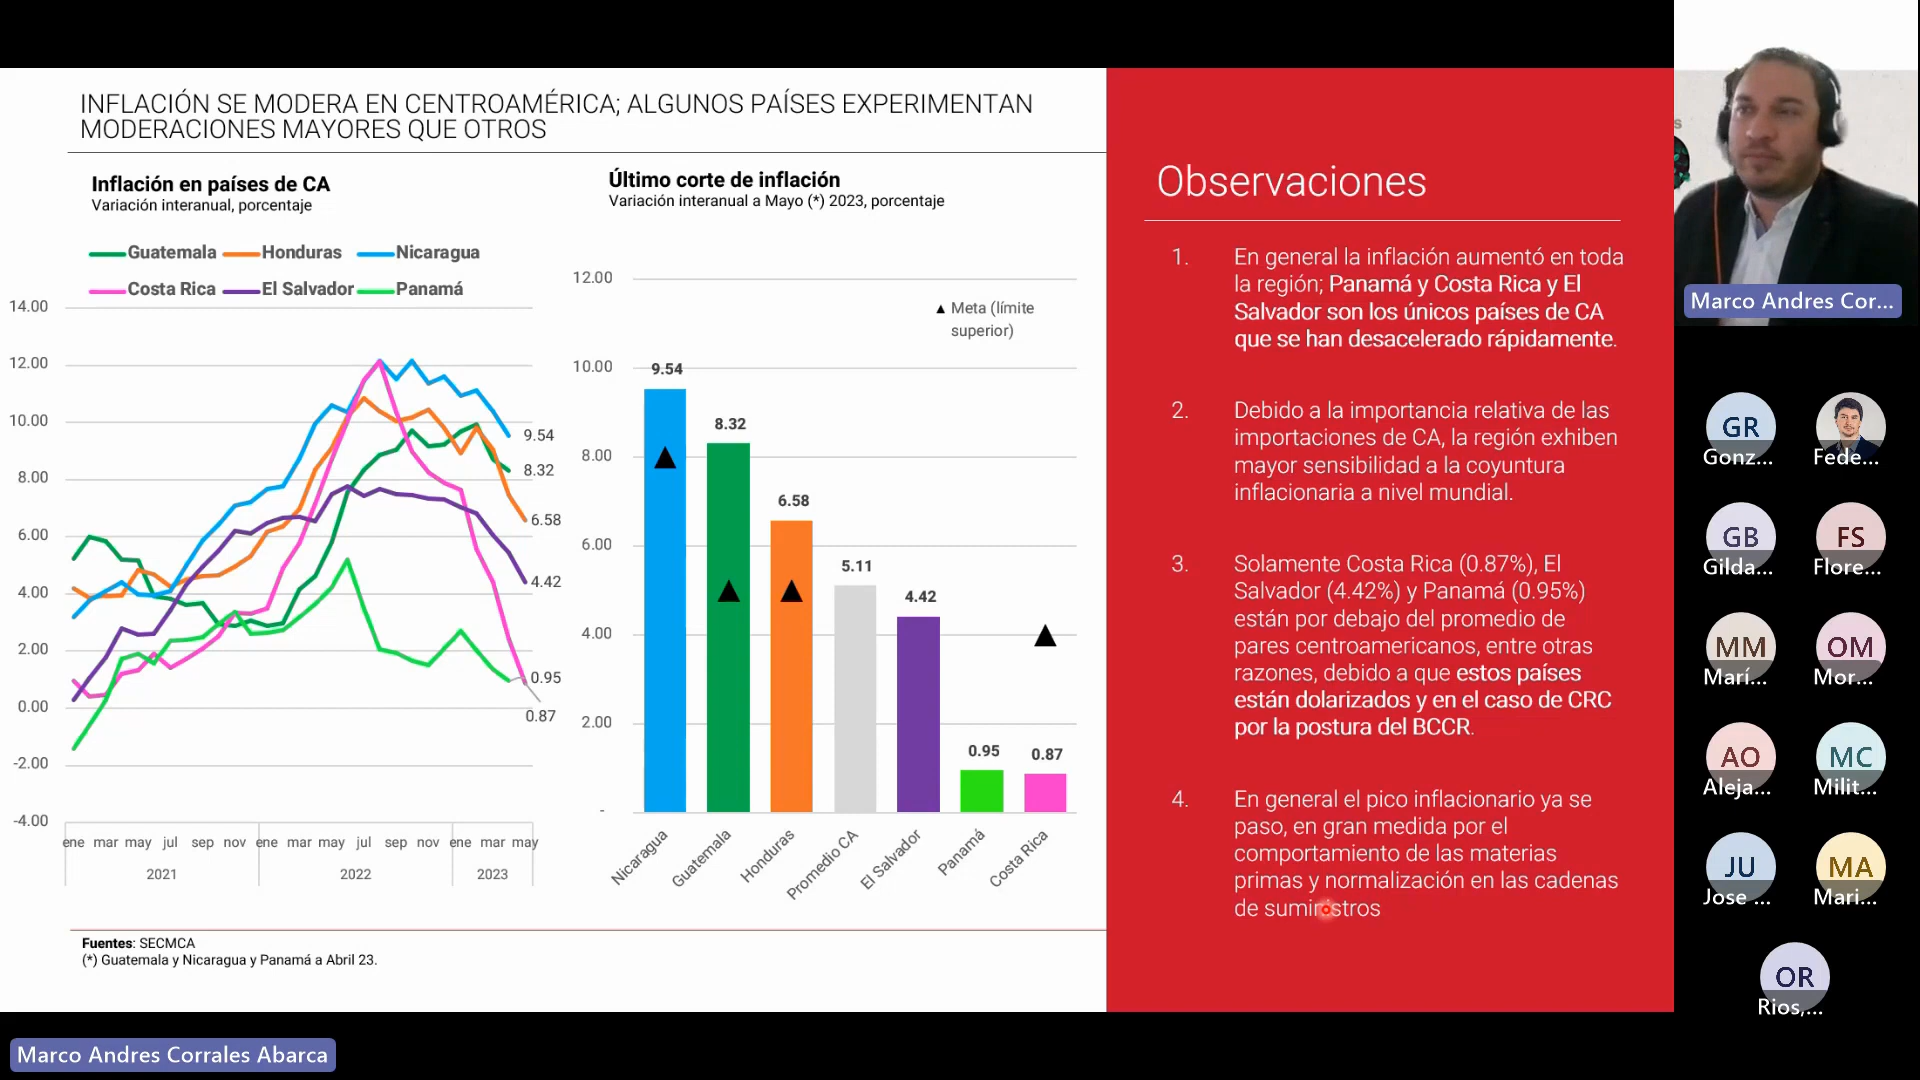 INFLACIÓN SE MODERA EN CENTROAMÉRICA; ALGUNOS PAÍSES EXPERIMENTAN
MODERACIONES MAYORES QUE OTROS
Inflación en países de CA
Variación interanual, porcentaje
Guatemala Honduras Nicaragua
Costa Rica El Salvador Panamá
14.00
12.00
10.00
8.00
6.00
4.00
2.00
0.00
-2.00
-4.00
9.54
8.32
6.58
4.42
0.95
0.87
ene mar may jul sep nov ene mar may jul sep nov ene mar may
2021 2022 2023
Último corte de inflación
Variación interanual a Mayo (*) 2023, porcentaje
12.00
10.00
8.00
6.00
4.00
2.00
-
▲ Meta (límite
superior)
9.54
8.32
6.58
5.11
4.42
0.95
0.87
Nicaragua
Guatemala
Honduras
Promedio CA
El Salvador
Panamá
Costa Rica
Fuentes: SECMCA
(*) Guatemala y Nicaragua y Panamá a Abril 23.
Observaciones
1. En general la inflación aumentó en toda
la región; Panamá y Costa Rica y El
Salvador son los únicos países de CA
que se han desacelerado rápidamente.
2. Debido a la importancia relativa de las
importaciones de CA, la región exhiben
mayor sensibilidad a la coyuntura
inflacionaria a nivel mundial.
3. Solamente Costa Rica (0.87%), El
Salvador (4.42%) y Panamá (0.95%)
están por debajo del promedio de
pares centroamericanos, entre otras
razones, debido a que estos países
están dolarizados y en el caso de CRC
por la postura del BCCR.
4. En general el pico inflacionario ya se
paso, en gran medida por el
comportamiento de las materias
primas y normalización en las cadenas
de suministros
Marco Andres Cor...
GR
Gonz...
Fede...
GB
Gilda...
FS
Flore...
MM
Marí...
OM
Mor...
AO
Aleja...
MC
Milit...
JU
Jose ...
MA
Mari...
OR
Rios,...
Marco Andres Corrales Abarca